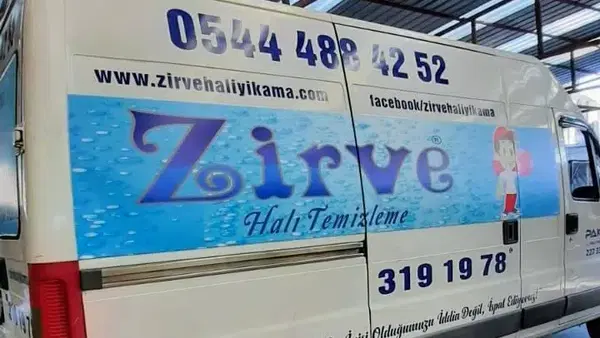 0544 488 42 52
www.zirvehaliyikama.com
facebook/zirvehaliyikama
Zirve®
Halı Temizleme
319 19 78
Olduğumuzu İddia Değil, İspat Ediyoruz